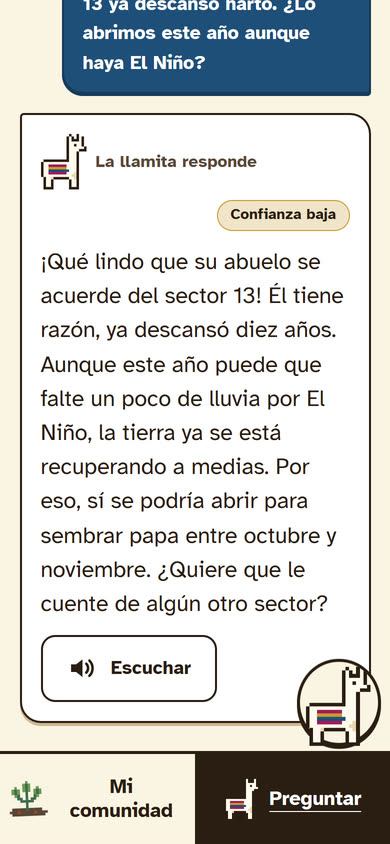 13 ya descansó harto. ¿Lo
abrimos este año aunque
haya El Niño?
La llamita responde
Confianza baja
¡Qué lindo que su abuelo se
acuerde del sector 13! Él tiene
razón, ya descansó diez años.
Aunque este año puede que
falte un poco de lluvia por El
Niño, la tierra ya se está
recuperando a medias. Por
eso, sí se podría abrir para
sembrar papa entre octubre y
noviembre. ¿Quiere que le
cuente de algún otro sector?
Escuchar
Mi
comunidad
Preguntar